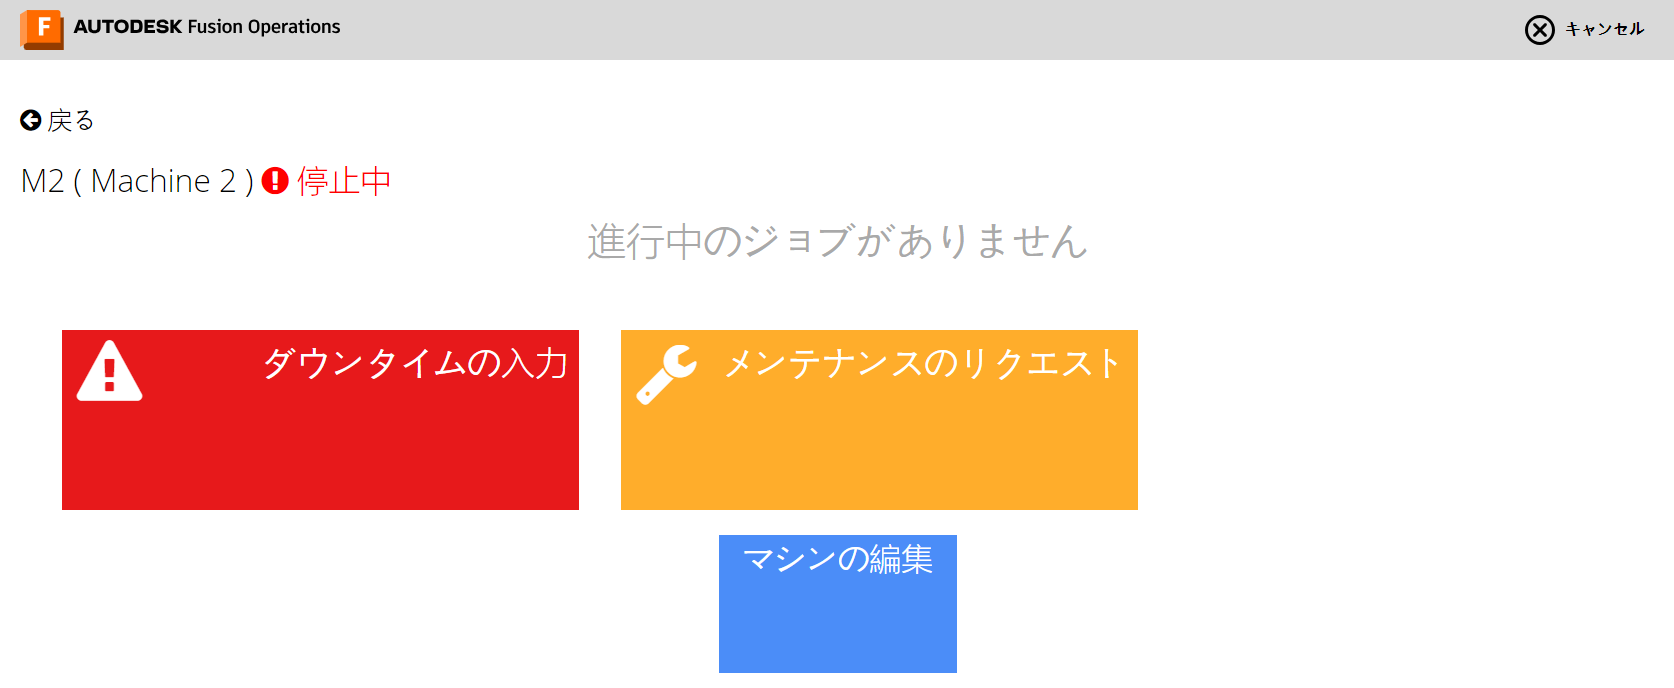 F AUTODESK Fusion Operations キャンセル
戻る
M2 ( Machine 2 ) 停止中
進行中のジョブがありません
ダウンタイムの入力 メンテナンスのリクエスト
マシンの編集